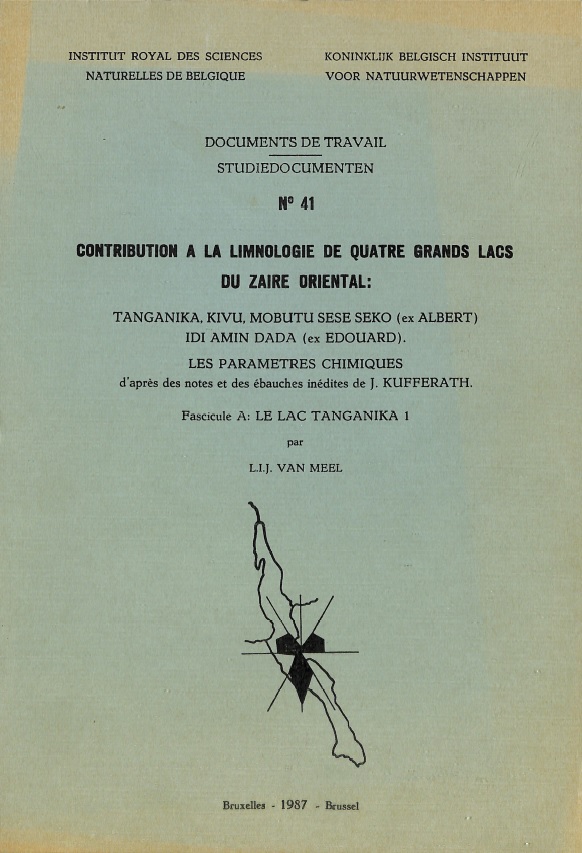 INSTITUT ROYAL DES SCIENCES
NATURELLES DE BELGIQUE
KONINKLIJK BELGISCH INSTITUUT
VOOR NATUURWETENSCHAPPEN
DOCUMENTS DE TRAVAIL
STUDIEDOCUMENTEN
Nº 41
CONTRIBUTION A LA LIMNOLOGIE DE QUATRE GRANDS LACS
DU ZAIRE ORIENTAL:
TANGANIKA, KIVU, MOBUTU SESE SEKO (ex ALBERT)
IDI AMIN DADA (ex EDOUARD).
LES PARAMETRES CHIMIQUES
d'après des notes et des ébauches inédites de J. KUFFERATH.
Fascicule A: LE LAC TANGANIKA 1
par
L.I.J. VAN MEEL
Bruxelles - 1987 - Brussel